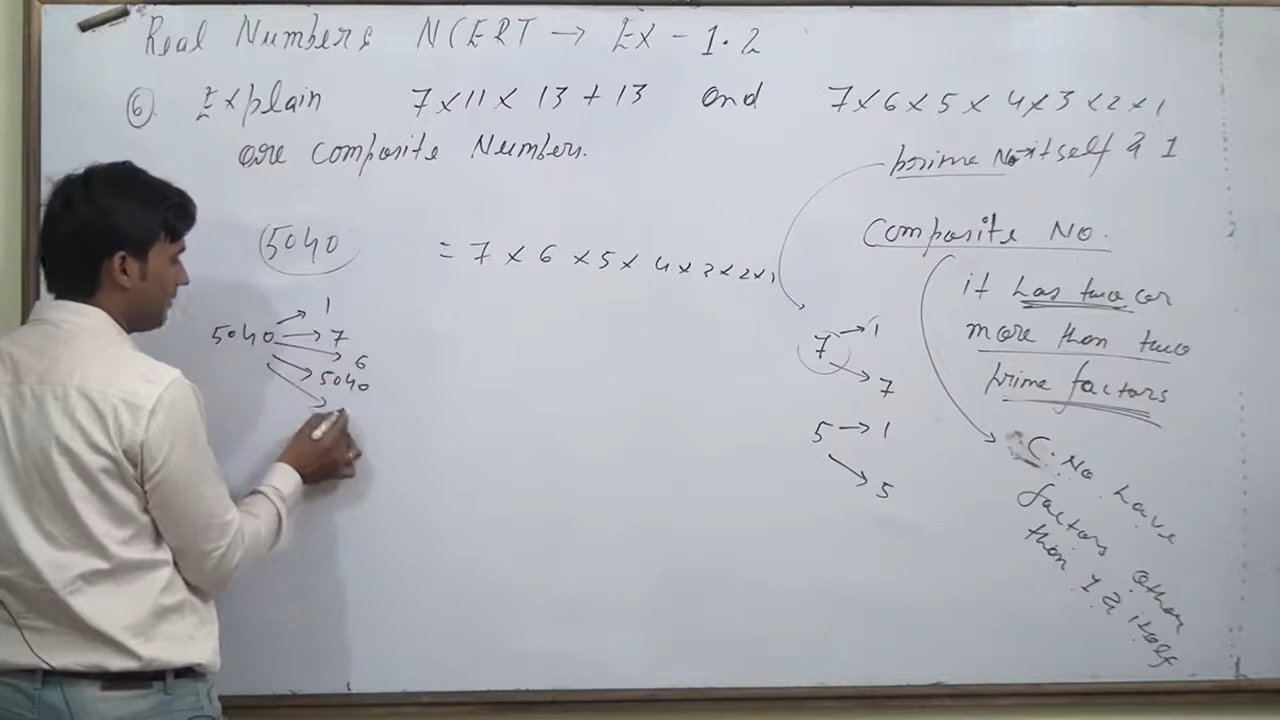 Real Numbers NCERT → Ex - 1.2
⑥ Explain 7 × 11 × 13 + 13 and 7 × 6 × 5 × 4 × 3 × 2 × 1
are composite Numbers.
prime No → itself & 1
Composite No.
it has two or
more than two
prime factors
C. No have
factors other
than 1 & itself
5040 = 7 × 6 × 5 × 4 × 3 × 2 × 1
5040 → 1
→ 7
→ 6
→ 5040
→
7 → 1
→ 7
5 → 1
→ 5